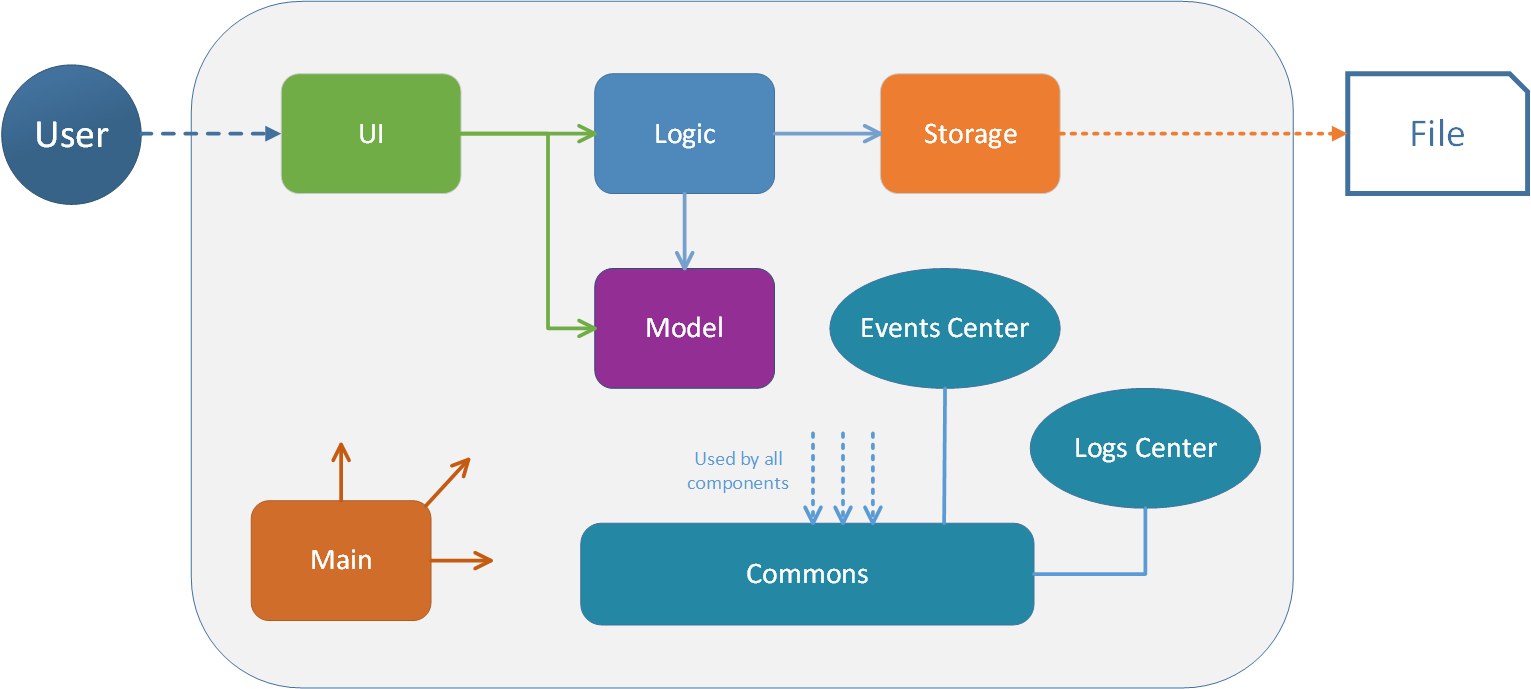 User
UI
Logic
Storage
File
Model
Events Center
Logs Center
Used by all
components
Main
Commons